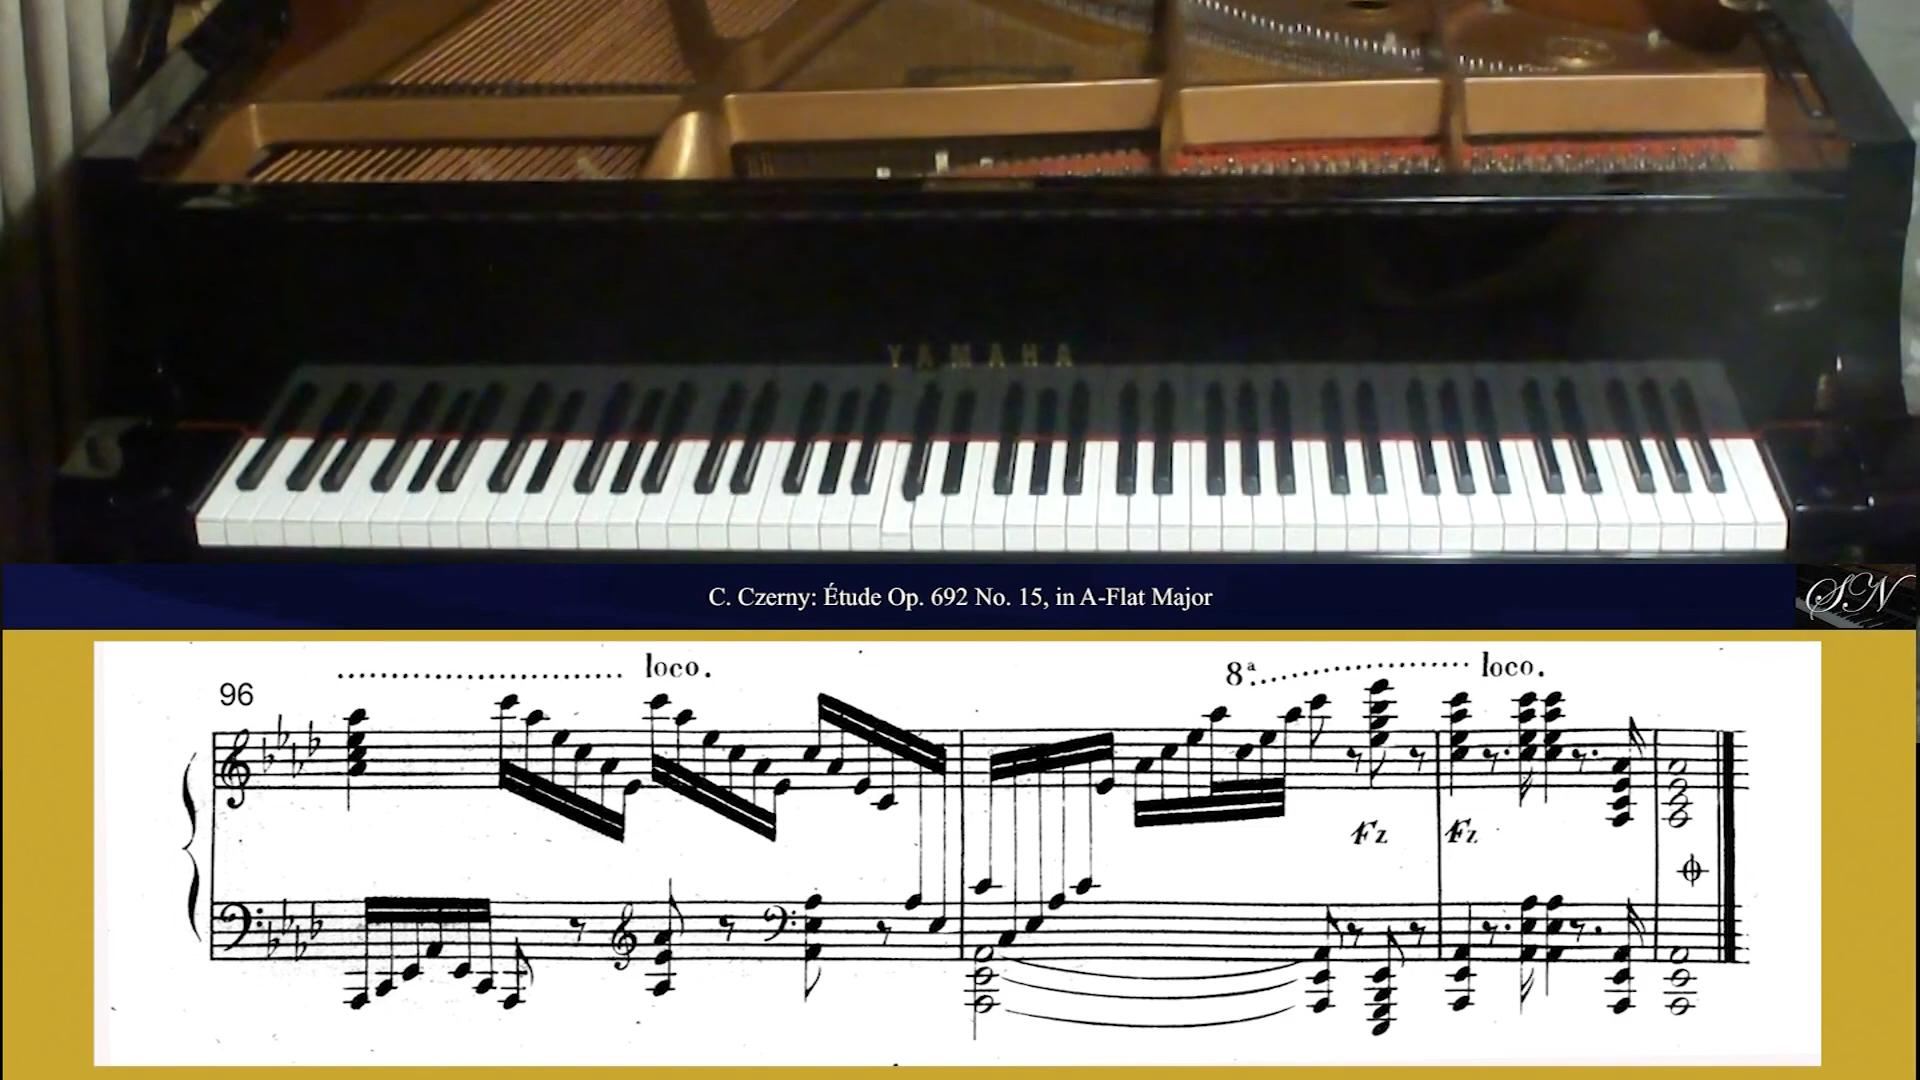 YAMAHA
C. Czerny: Étude Op. 692 No. 15, in A-Flat Major
SN
loco.
8ª
loco.
96
Fz
Fz